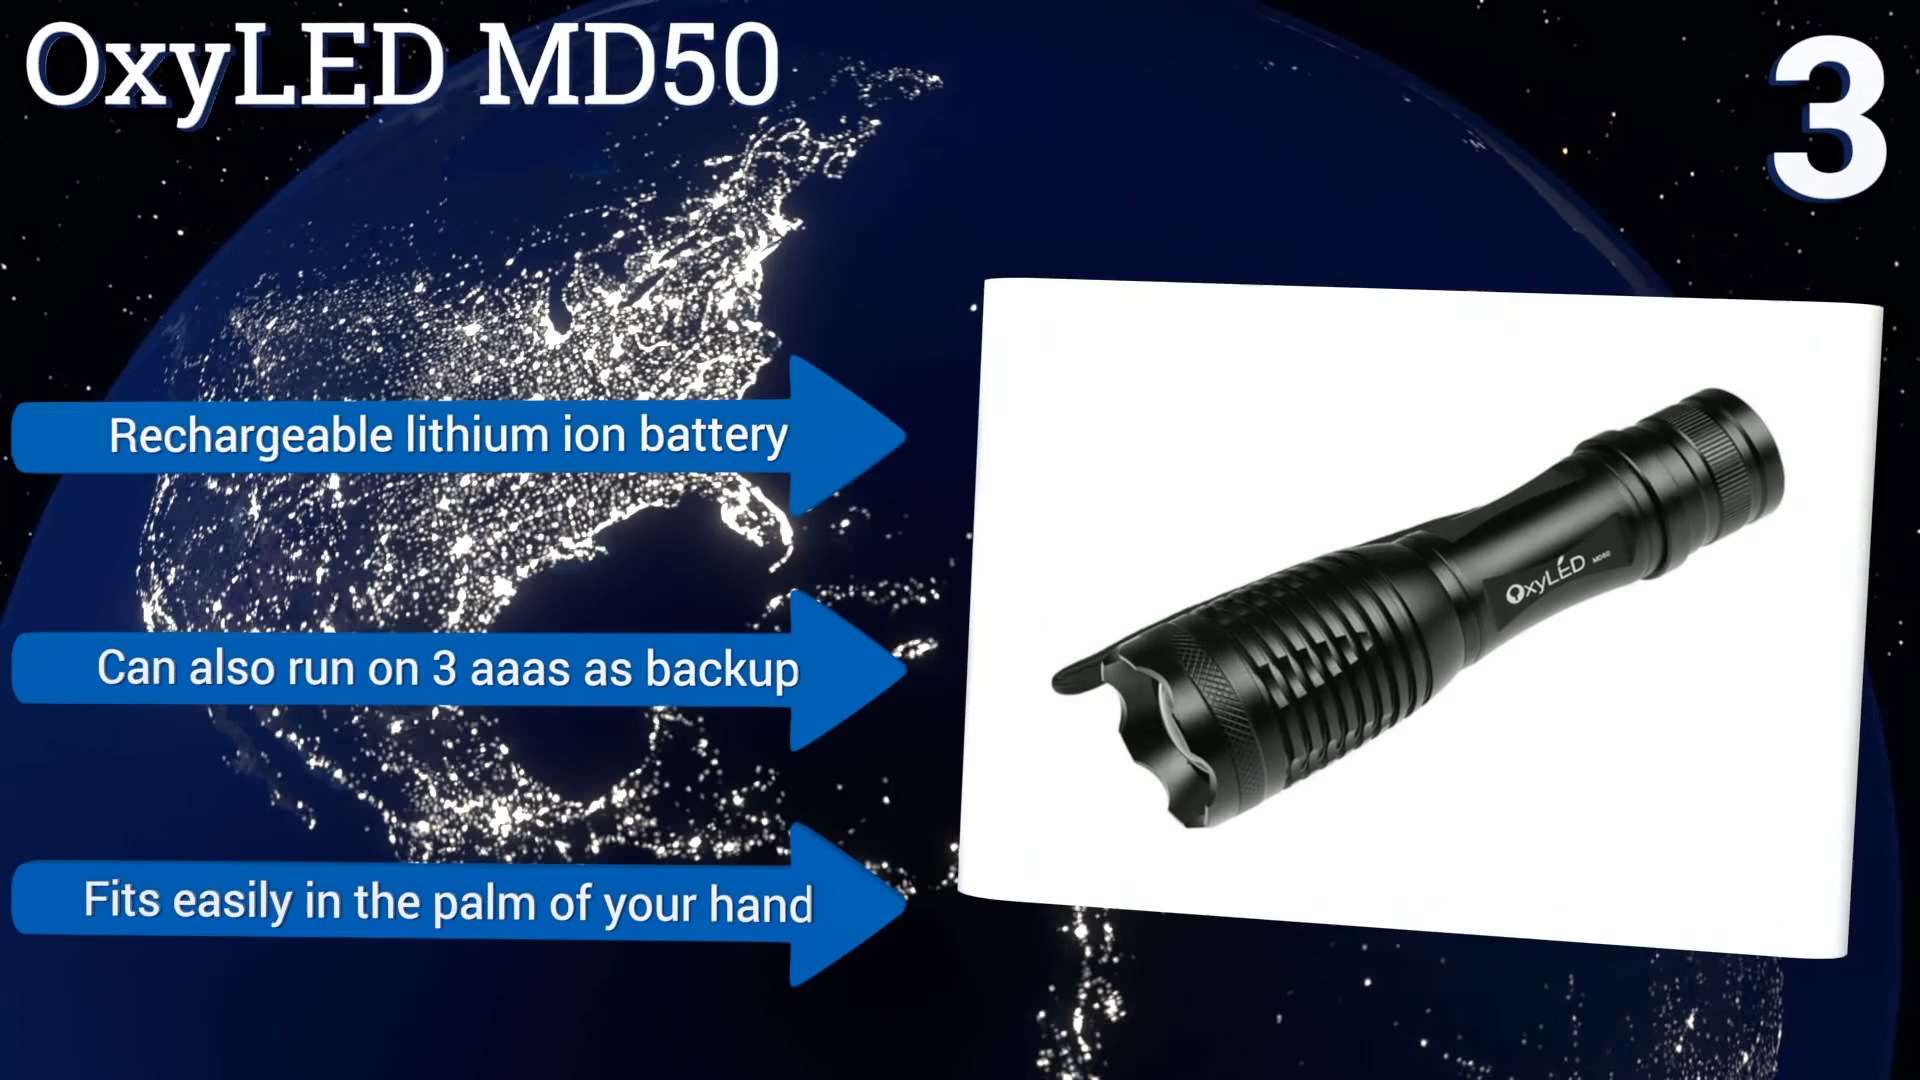 OxyLED MD50
3
Rechargeable lithium ion battery
Can also run on 3 aaas as backup
Fits easily in the palm of your hand
OxyLED MD50